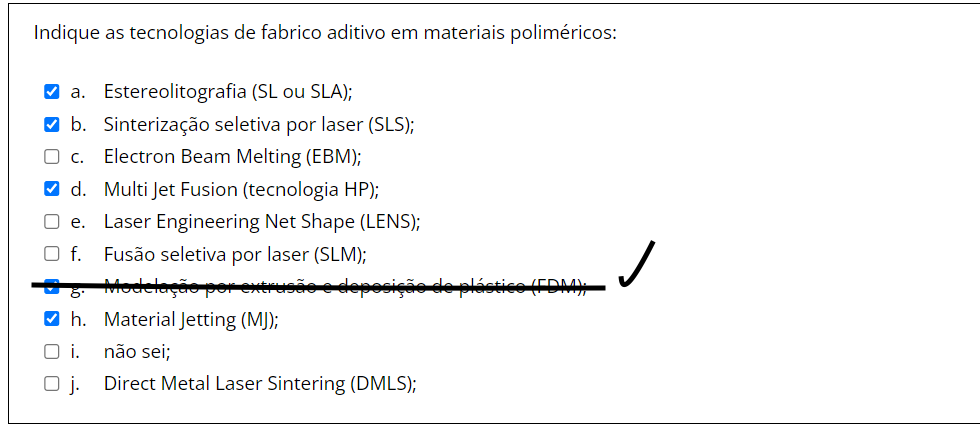 Indique as tecnologias de fabrico aditivo em materiais poliméricos:
a. Estereolitografia (SL ou SLA);
b. Sinterização seletiva por laser (SLS);
c. Electron Beam Melting (EBM);
d. Multi Jet Fusion (tecnologia HP);
e. Laser Engineering Net Shape (LENS);
f. Fusão seletiva por laser (SLM);
g. Modelação por extrusão e deposição de plástico (FDM);
h. Material Jetting (MJ);
i. não sei;
j. Direct Metal Laser Sintering (DMLS);